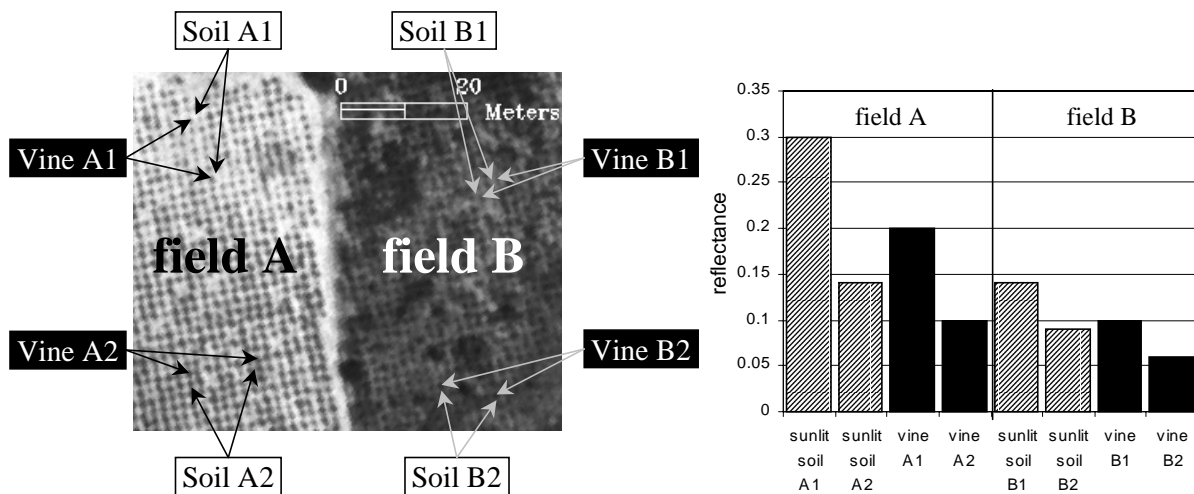 Soil A1
Soil B1
0 20
Meters
Vine A1
Vine B1
field A
field B
Vine A2
Vine B2
Soil A2
Soil B2
0.35
0.3
0.25
0.2
0.15
0.1
0.05
0
reflectance
field A
field B
sunlit
soil
A1
sunlit
soil
A2
vine
A1
vine
A2
sunlit
soil
B1
sunlit
soil
B2
vine
B1
vine
B2